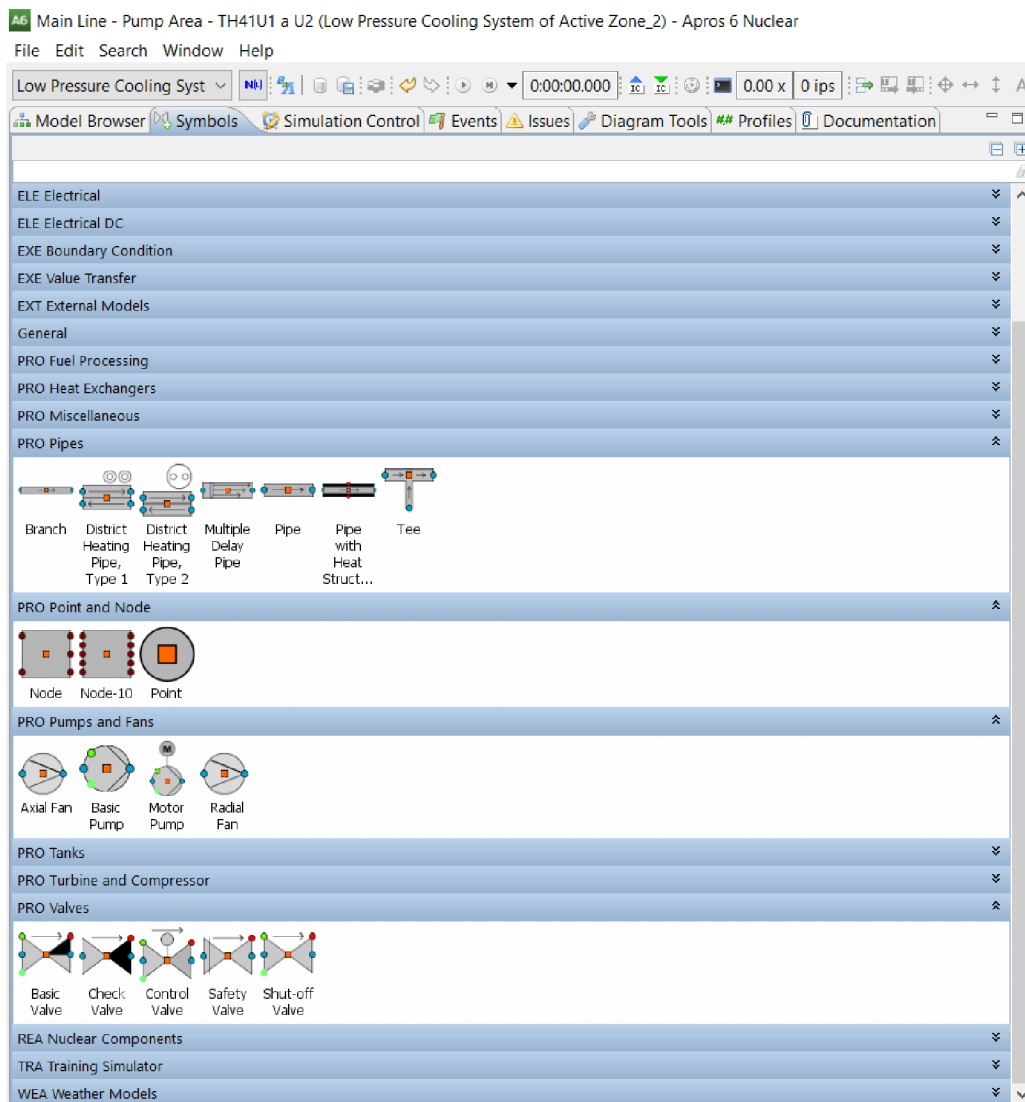 A6 Main Line - Pump Area - TH41U1 a U2 (Low Pressure Cooling System of Active Zone_2) - Apros 6 Nuclear
File Edit Search Window Help
Low Pressure Cooling Syst N(t) 0:00:00.000 IC IC 0.00 x 0 ips A
Model Browser Symbols Simulation Control Events Issues Diagram Tools ## Profiles Documentation
ELE Electrical
ELE Electrical DC
EXE Boundary Condition
EXE Value Transfer
EXT External Models
General
PRO Fuel Processing
PRO Heat Exchangers
PRO Miscellaneous
PRO Pipes
Branch District Multiple Pipe Pipe Tee
Heating Heating Delay with
Pipe, Pipe, Pipe Heat
Type 1 Type 2 Struct...
PRO Point and Node
Node Node-10 Point
PRO Pumps and Fans
M
Axial Fan Basic Motor Radial
Pump Pump Fan
PRO Tanks
PRO Turbine and Compressor
PRO Valves
Basic Check Control Safety Shut-off
Valve Valve Valve Valve Valve
REA Nuclear Components
TRA Training Simulator
WEA Weather Models